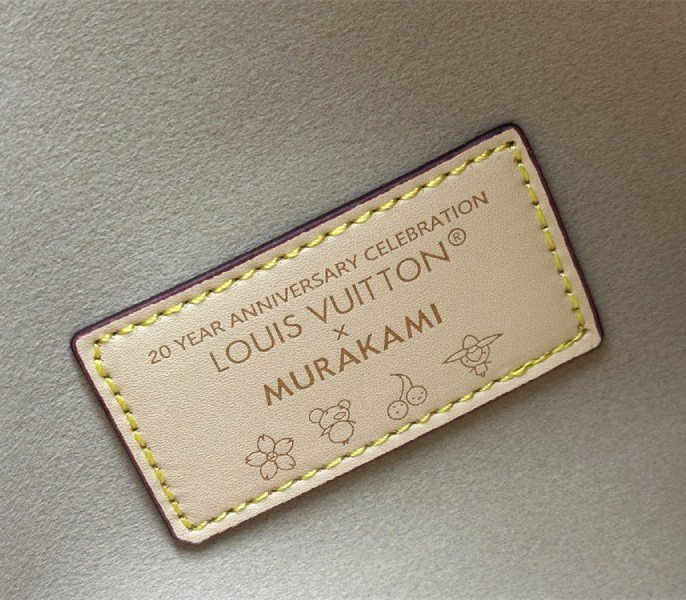 20 YEAR ANNIVERSARY CELEBRATION
LOUIS VUITTON®
×
MURAKAMI